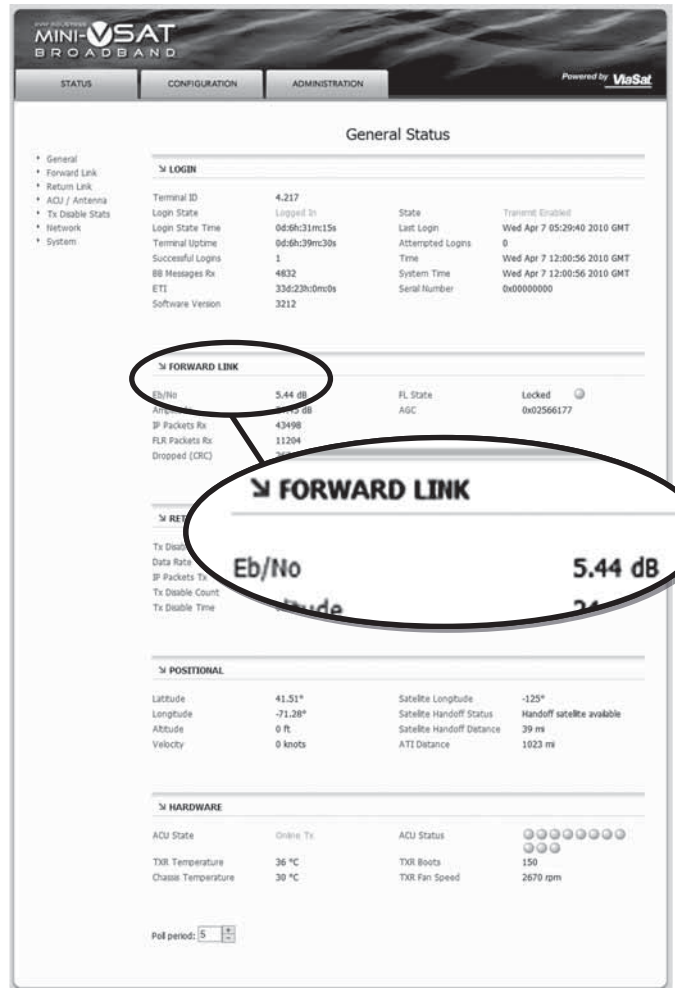 MINI-VSAT
BROADBAND
STATUS CONFIGURATION ADMINISTRATION
Powered by ViaSat
General Status
General
Forward Link
Return Link
ACU / Antenna
Tx Disable Stats
Network
System
LOGIN
Terminal ID 4.217
Login State Logged In State Transmit Enabled
Login State Time 0d:6h:31m:15s Last Login Wed Apr 7 05:29:40 2010 GMT
Terminal Uptime 0d:6h:39m:30s Attempted Logins 0
Successful Logins 1 Time Wed Apr 7 12:00:56 2010 GMT
BB Messages Rx 4832 System Time Wed Apr 7 12:00:56 2010 GMT
ETI 33d:23h:0m:0s Serial Number 0x00000000
Software Version 3212
FORWARD LINK
Eb/No 5.44 dB FL State Locked
dB AGC 0x02566177
IP Packets Rx 43498
FLR Packets Rx 11204
Dropped (CRC)
FORWARD LINK
Eb/No 5.44 dB
Data Rate
IP Packets Tx
Tx Disable Count
Tx Disable Time
POSITIONAL
Latitude 41.51° Satellite Longitude -125°
Longitude -71.28° Satellite Handoff Status Handoff satellite available
Altitude 0 ft Satellite Handoff Distance 39 mi
Velocity 0 knots ATI Distance 1023 mi
HARDWARE
ACU State Online Tx ACU Status
TXR Temperature 36 °C TXR Boots 150
Chassis Temperature 30 °C TXR Fan Speed 2670 rpm
Poll period: 5